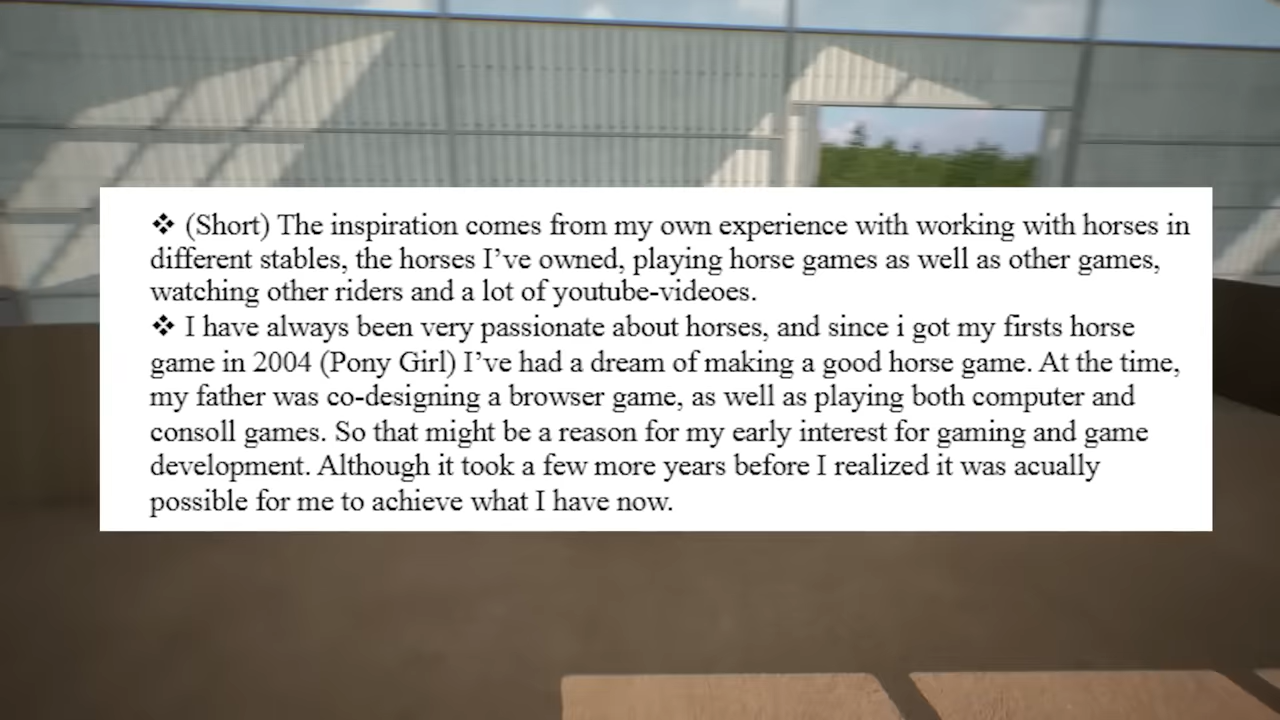 ❖ (Short) The inspiration comes from my own experience with working with horses in
different stables, the horses I’ve owned, playing horse games as well as other games,
watching other riders and a lot of youtube-videoes.
❖ I have always been very passionate about horses, and since i got my firsts horse
game in 2004 (Pony Girl) I’ve had a dream of making a good horse game. At the time,
my father was co-designing a browser game, as well as playing both computer and
consoll games. So that might be a reason for my early interest for gaming and game
development. Although it took a few more years before I realized it was acually
possible for me to achieve what I have now.